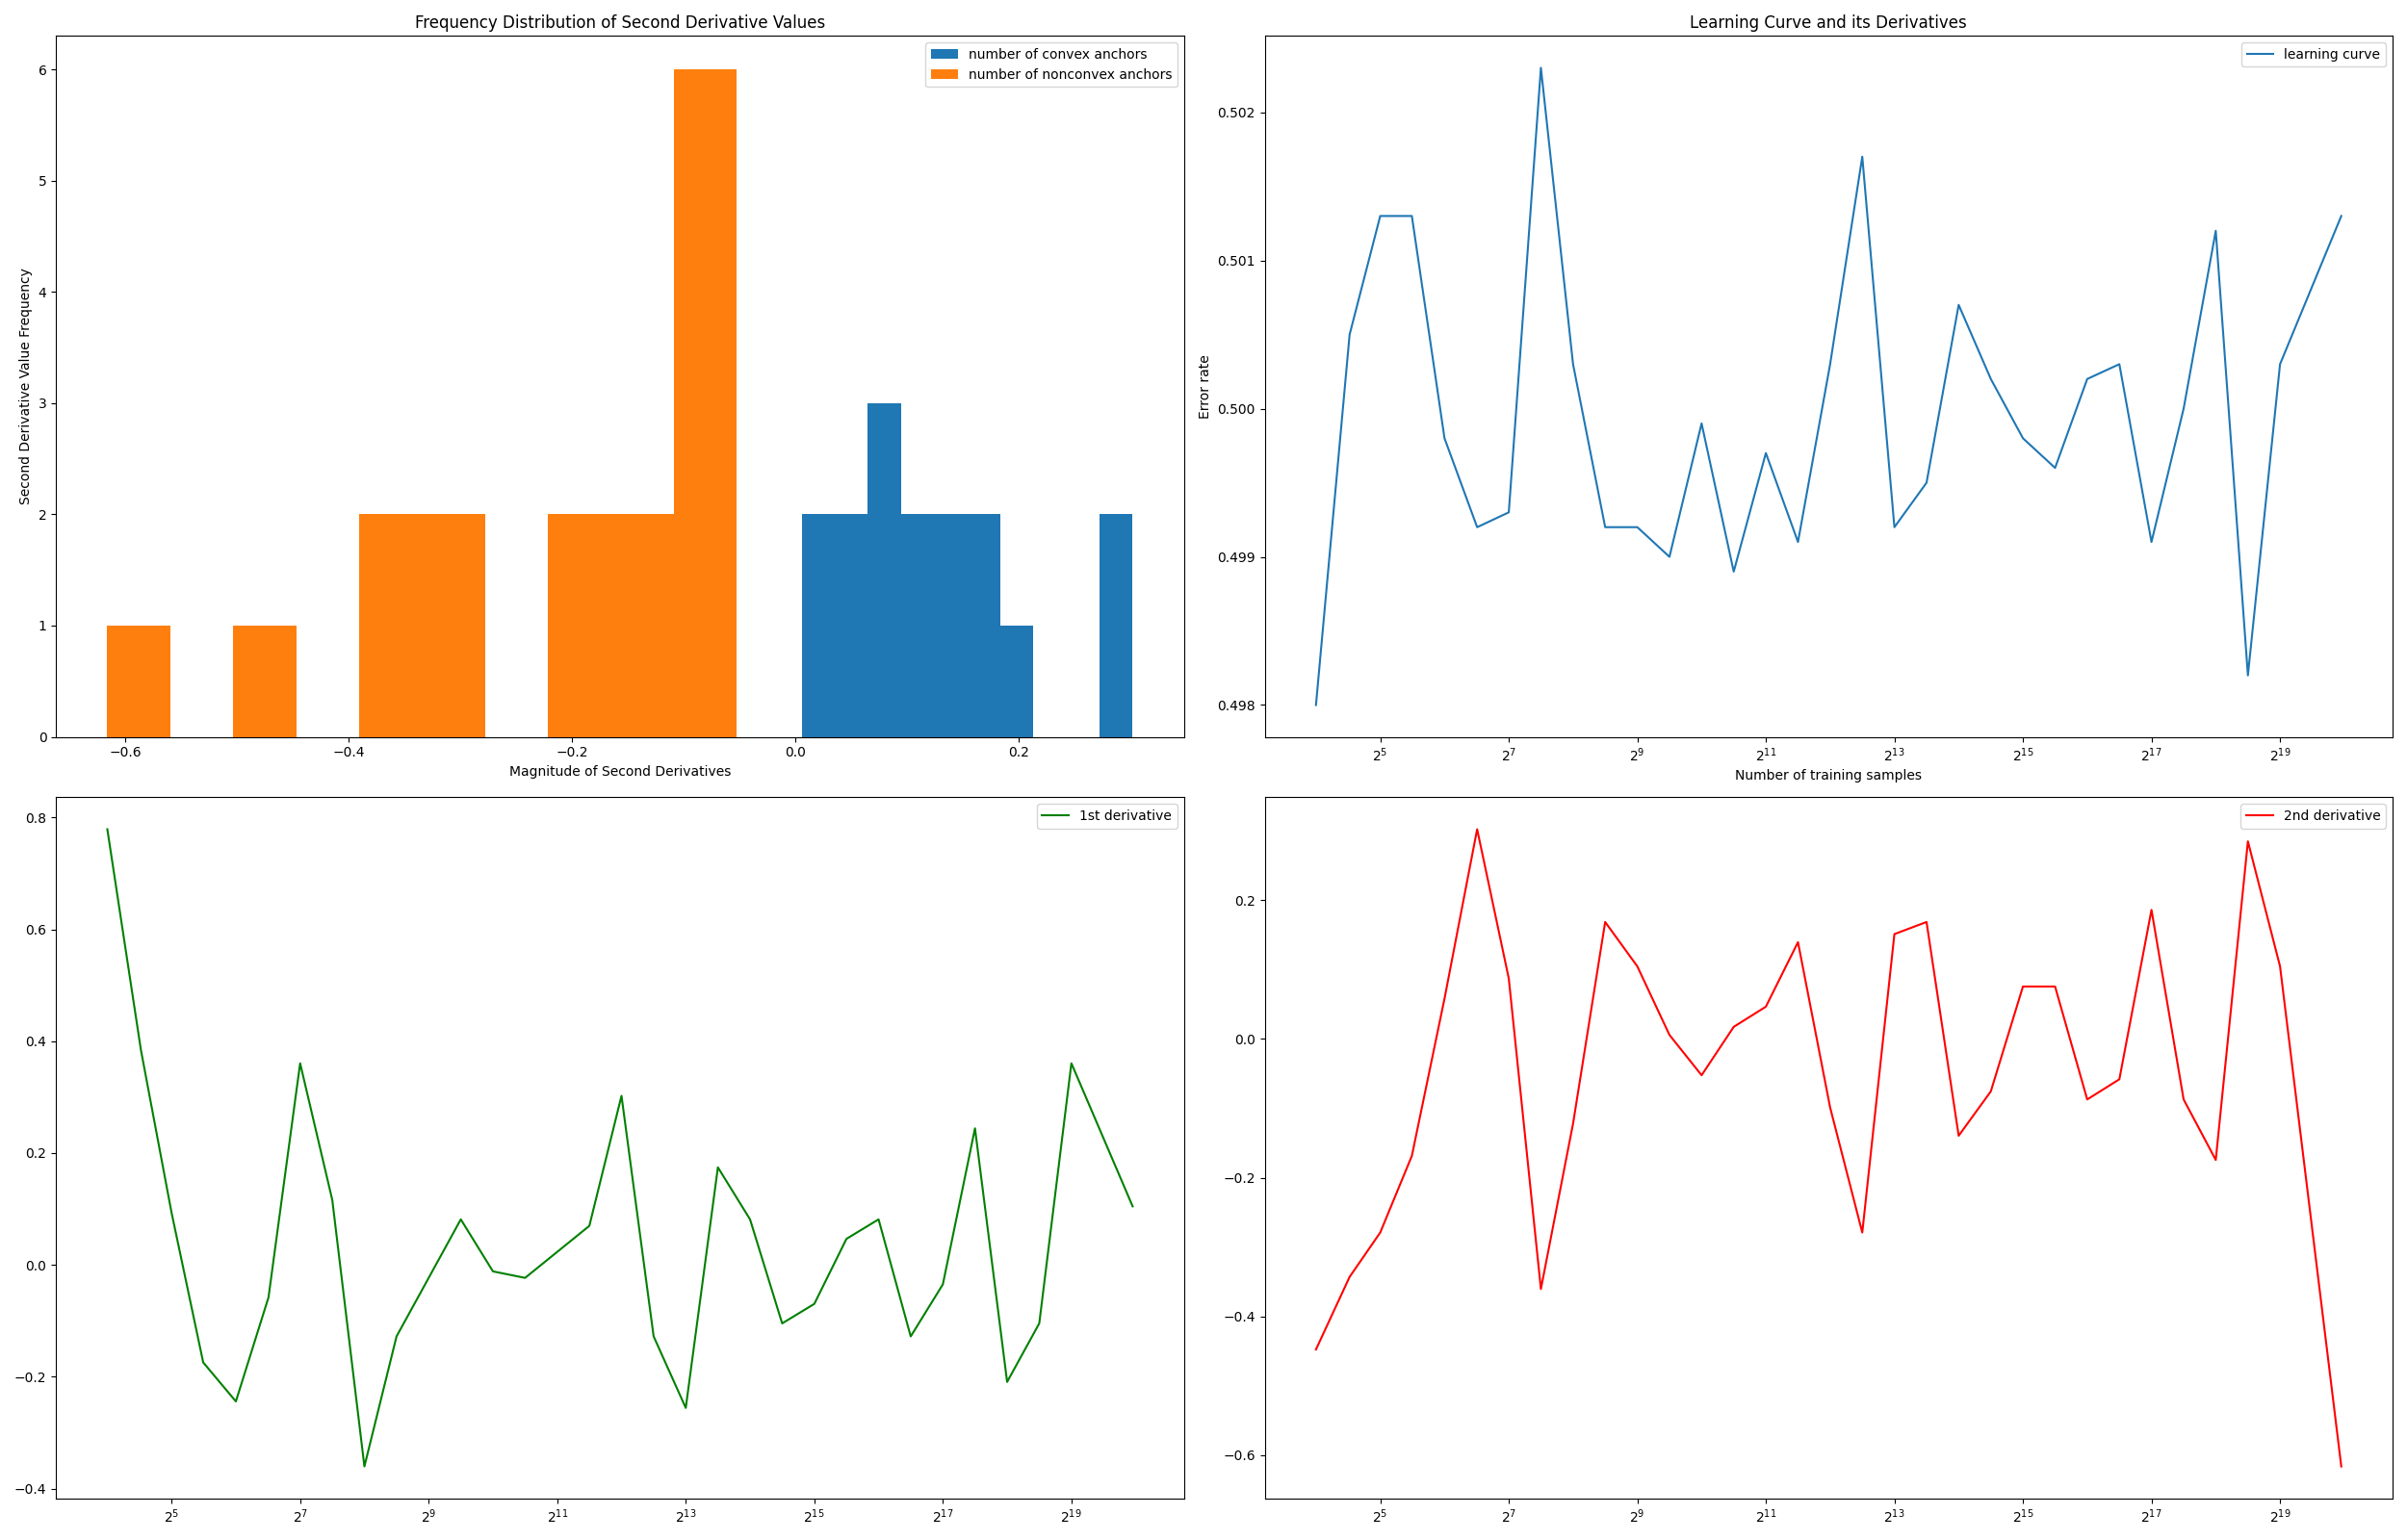 Frequency Distribution of Second Derivative Values
number of convex anchors
number of nonconvex anchors
Second Derivative Value Frequency
6
5
4
3
2
1
0
−0.6 −0.4 −0.2 0.0 0.2
Magnitude of Second Derivatives
Learning Curve and its Derivatives
learning curve
Error rate
0.502
0.501
0.500
0.499
0.498
2^5 2^7 2^9 2^11 2^13 2^15 2^17 2^19
Number of training samples
1st derivative
0.8
0.6
0.4
0.2
0.0
−0.2
−0.4
2^5 2^7 2^9 2^11 2^13 2^15 2^17 2^19
2nd derivative
0.2
0.0
−0.2
−0.4
−0.6
2^5 2^7 2^9 2^11 2^13 2^15 2^17 2^19